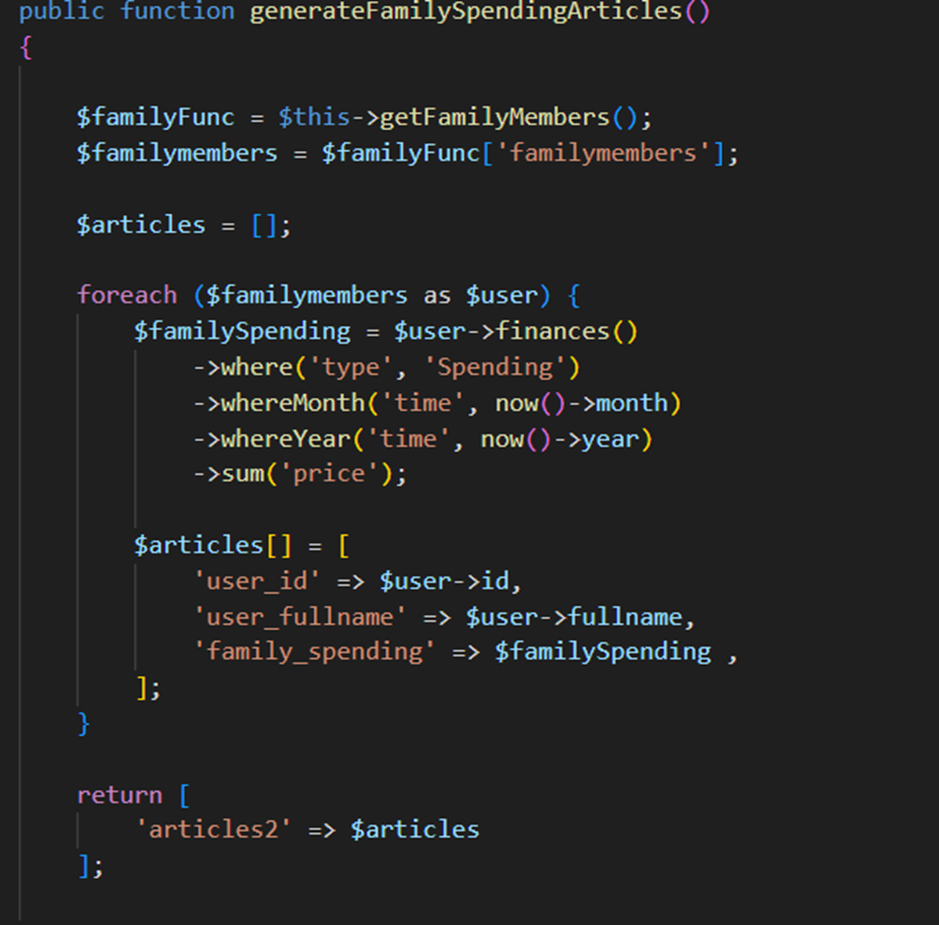 public function generateFamilySpendingArticles()
{
$familyFunc = $this->getFamilyMembers();
$familymembers = $familyFunc['familymembers'];
$articles = [];
foreach ($familymembers as $user) {
$familySpending = $user->finances()
->where('type', 'Spending')
->whereMonth('time', now()->month)
->whereYear('time', now()->year)
->sum('price');
$articles[] = [
'user_id' => $user->id,
'user_fullname' => $user->fullname,
'family_spending' => $familySpending ,
];
}
return [
'articles2' => $articles
];